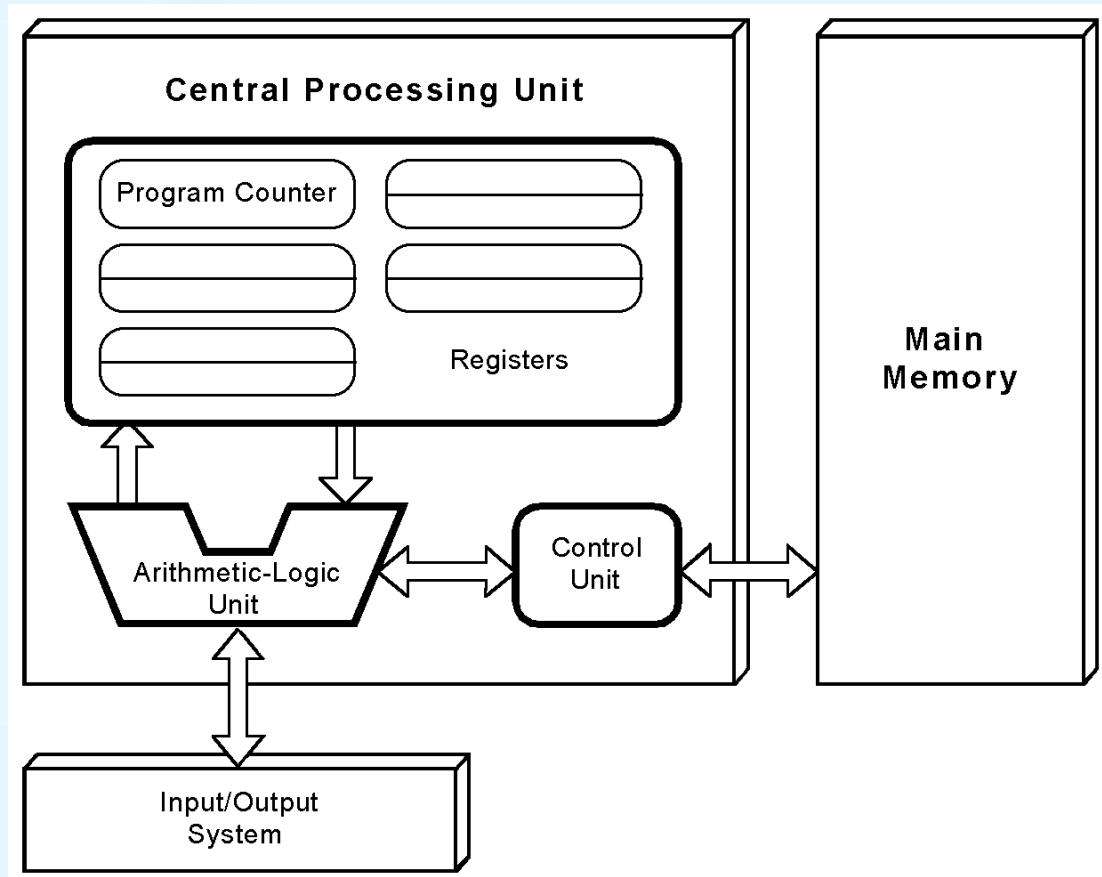 Central Processing Unit
Program Counter
Registers
Main
Memory
Arithmetic-Logic
Unit
Control
Unit
Input/Output
System